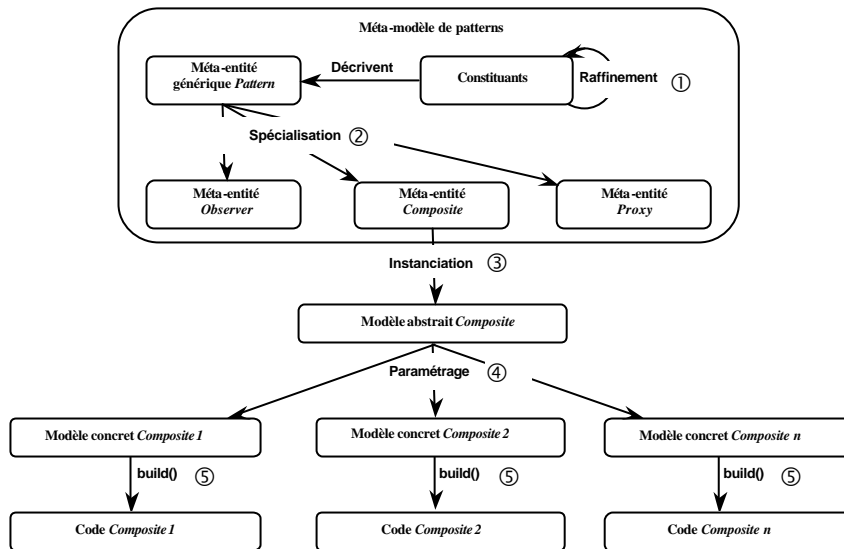 Méta-modèle de patterns
Méta-entité
générique Pattern
Décrivent
Constituants
Raffinement ①
Spécialisation ②
Méta-entité
Observer
Méta-entité
Composite
Méta-entité
Proxy
Instanciation ③
Modèle abstrait Composite
Paramétrage ④
Modèle concret Composite 1
Modèle concret Composite 2
Modèle concret Composite n
build() ⑤
build() ⑤
build() ⑤
Code Composite 1
Code Composite 2
Code Composite n